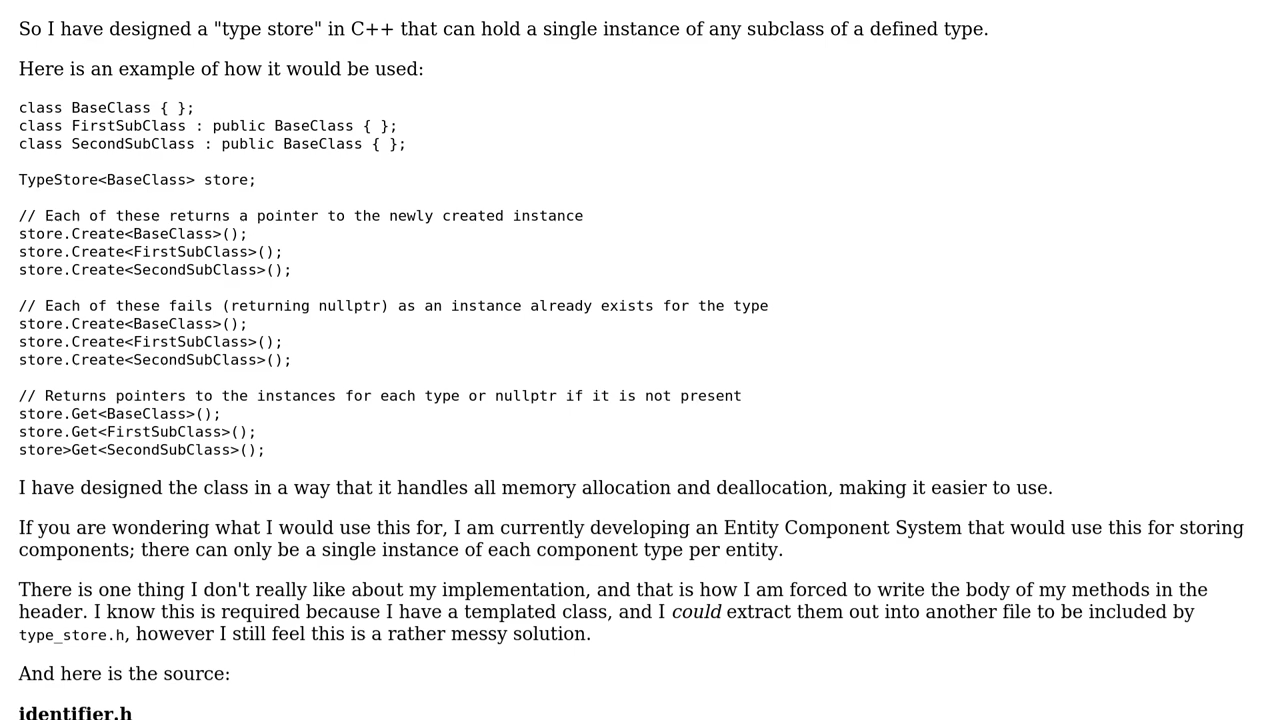 So I have designed a "type store" in C++ that can hold a single instance of any subclass of a defined type.
Here is an example of how it would be used:
class BaseClass { };
class FirstSubClass : public BaseClass { };
class SecondSubClass : public BaseClass { };
TypeStore<BaseClass> store;
// Each of these returns a pointer to the newly created instance
store.Create<BaseClass>();
store.Create<FirstSubClass>();
store.Create<SecondSubClass>();
// Each of these fails (returning nullptr) as an instance already exists for the type
store.Create<BaseClass>();
store.Create<FirstSubClass>();
store.Create<SecondSubClass>();
// Returns pointers to the instances for each type or nullptr if it is not present
store.Get<BaseClass>();
store.Get<FirstSubClass>();
store>Get<SecondSubClass>();
I have designed the class in a way that it handles all memory allocation and deallocation, making it easier to use.
If you are wondering what I would use this for, I am currently developing an Entity Component System that would use this for storing
components; there can only be a single instance of each component type per entity.
There is one thing I don't really like about my implementation, and that is how I am forced to write the body of my methods in the
header. I know this is required because I have a templated class, and I could extract them out into another file to be included by
type_store.h, however I still feel this is a rather messy solution.
And here is the source:
identifier.h